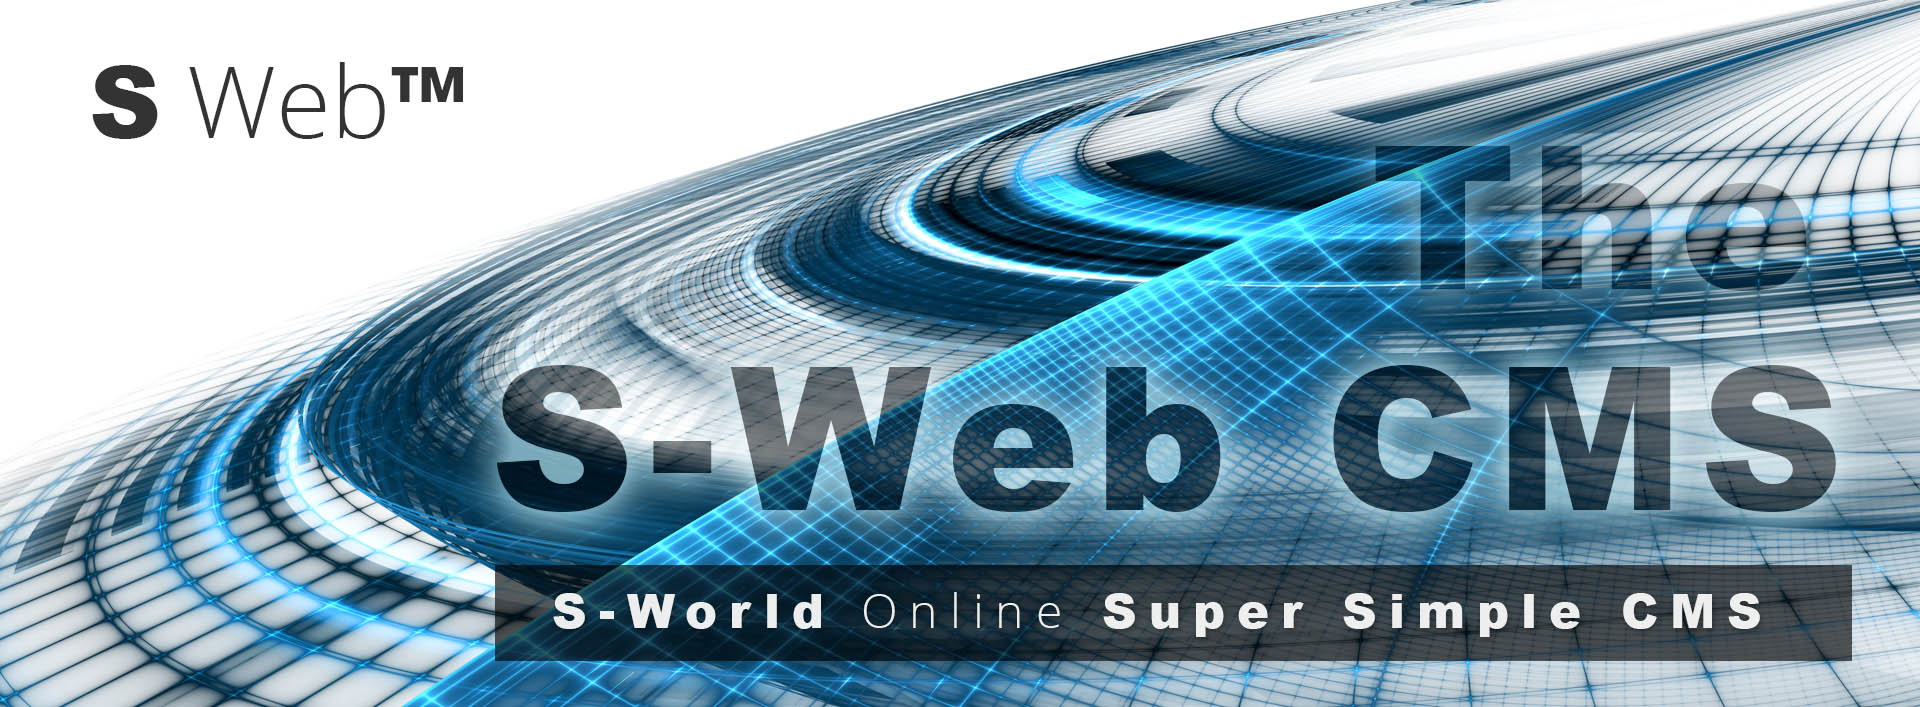 S Web™
The
S-Web CMS
S-World Online Super Simple CMS